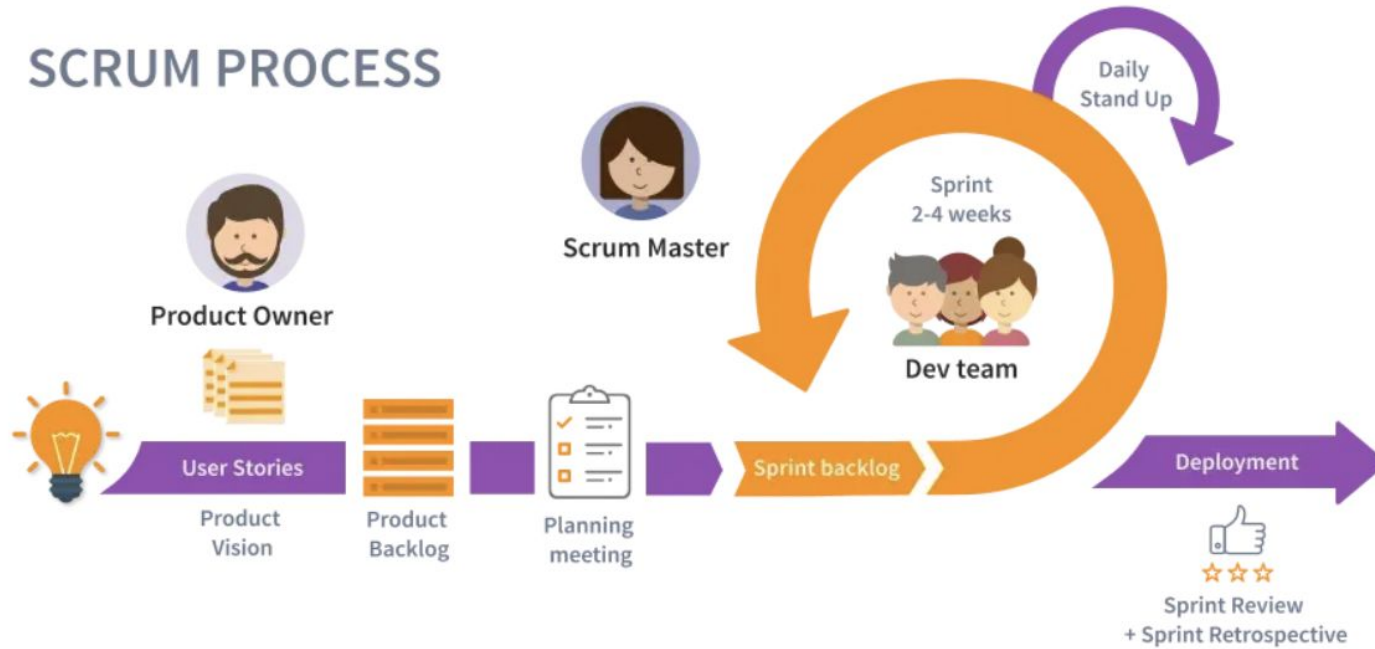 SCRUM PROCESS
Daily
Stand Up
Sprint
2-4 weeks
Scrum Master
Product Owner
Dev team
User Stories
Sprint backlog
Deployment
Product
Vision
Product
Backlog
Planning
meeting
Sprint Review
+ Sprint Retrospective